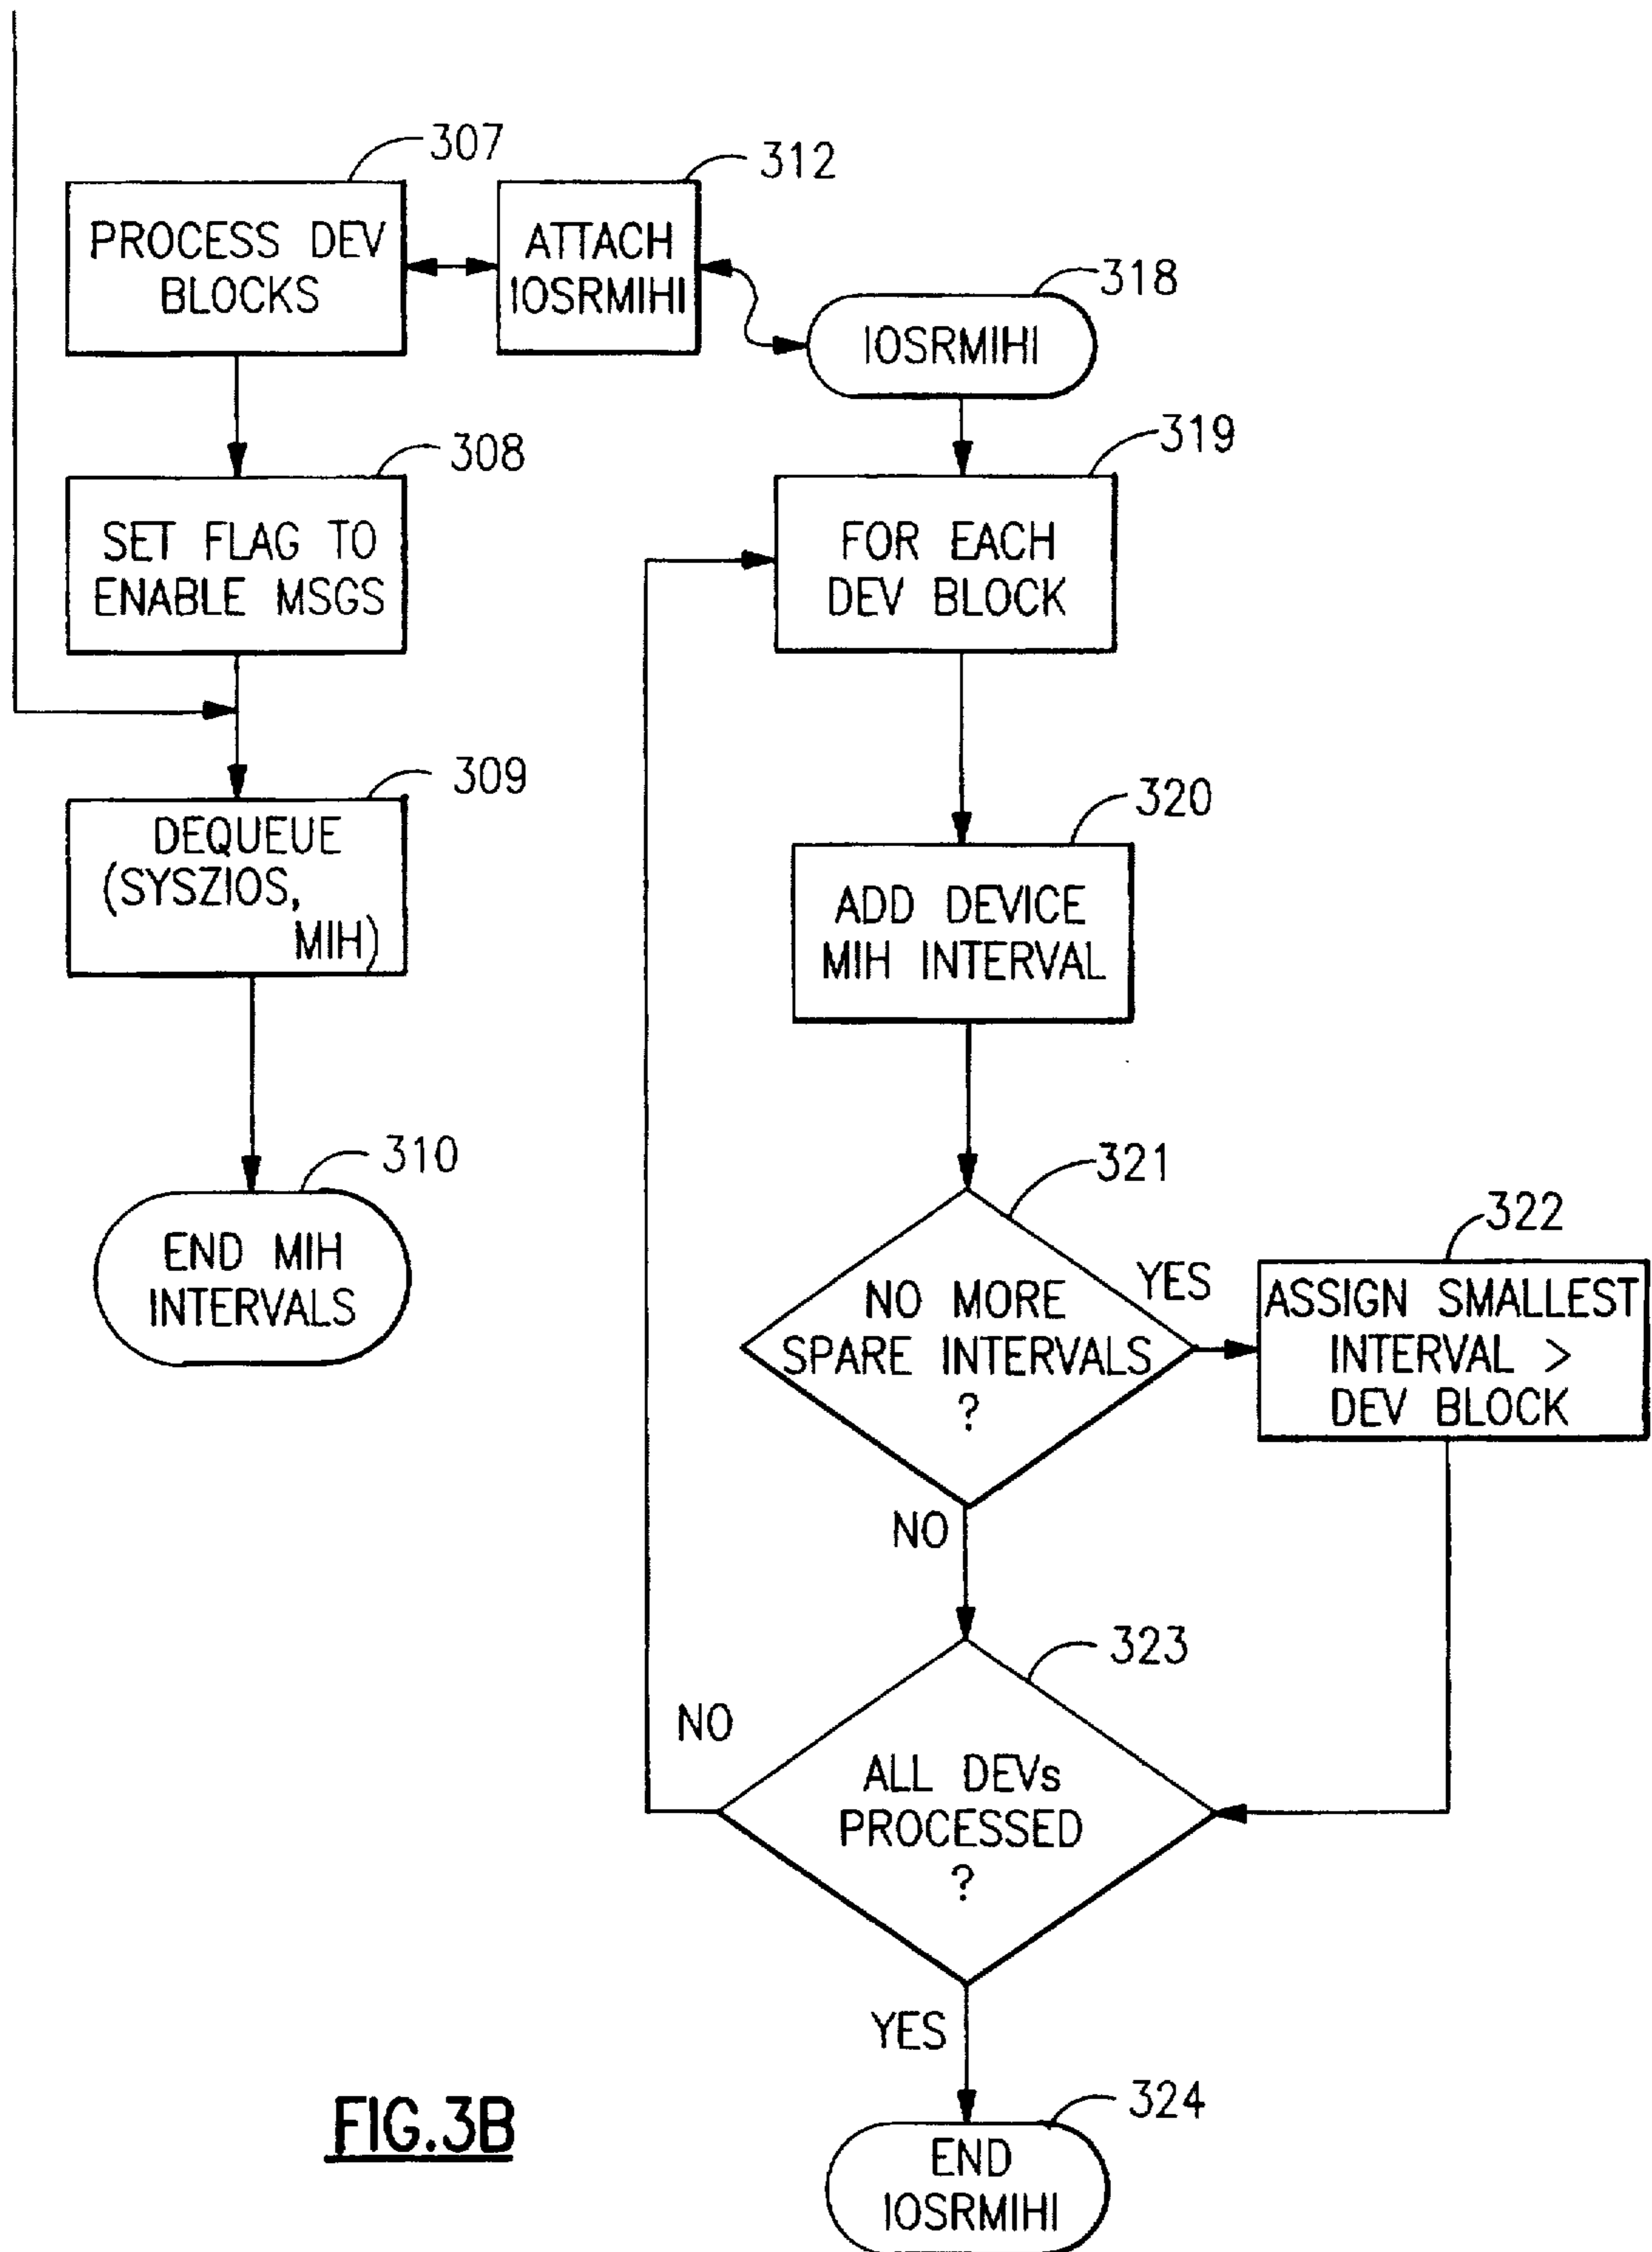 307
PROCESS DEV
BLOCKS
312
ATTACH
IOSRMIHI
318
IOSRMIHI
308
SET FLAG TO
ENABLE MSGS
319
FOR EACH
DEV BLOCK
309
DEQUEUE
(SYSZIOS,
MIH)
320
ADD DEVICE
MIH INTERVAL
310
END MIH
INTERVALS
321
NO MORE
SPARE INTERVALS
?
YES
322
ASSIGN SMALLEST
INTERVAL >
DEV BLOCK
NO
323
ALL DEVs
PROCESSED
?
NO
YES
324
END
IOSRMIHI
FIG.3B